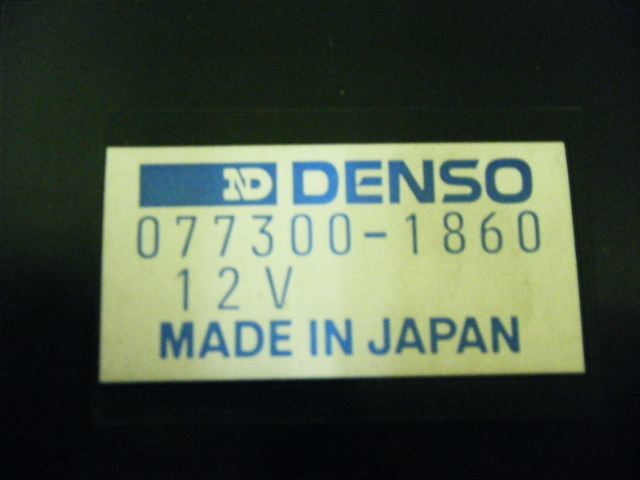 ND DENSO
077300-1860
12V
MADE IN JAPAN